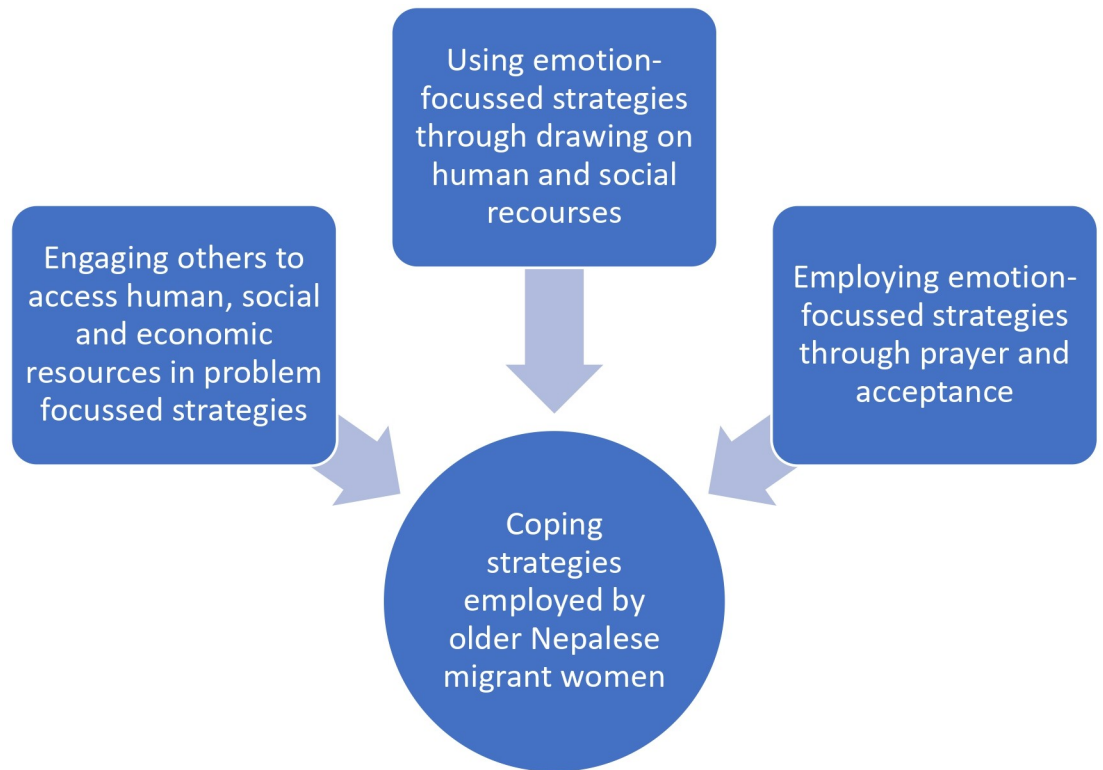 Using emotion-
focussed strategies
through drawing on
human and social
recourses
Engaging others to
access human, social
and economic
resources in problem
focussed strategies
Employing emotion-
focussed strategies
through prayer and
acceptance
Coping
strategies
employed by
older Nepalese
migrant women